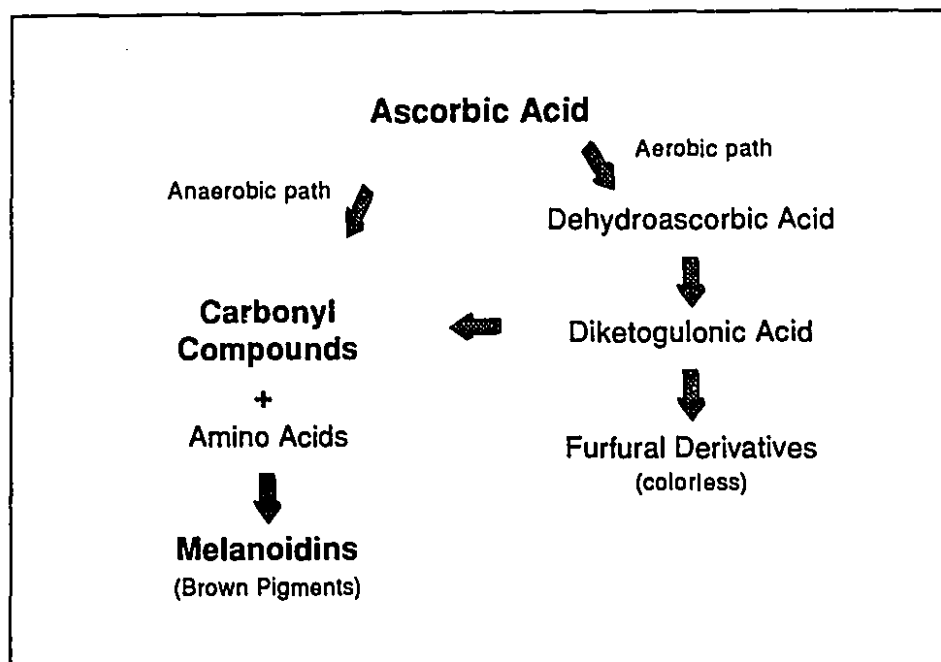 Ascorbic Acid
Aerobic path
Anaerobic path
Dehydroascorbic Acid
Carbonyl
Compounds
Diketogulonic Acid
+
Amino Acids
Furfural Derivatives
(colorless)
Melanoidins
(Brown Pigments)